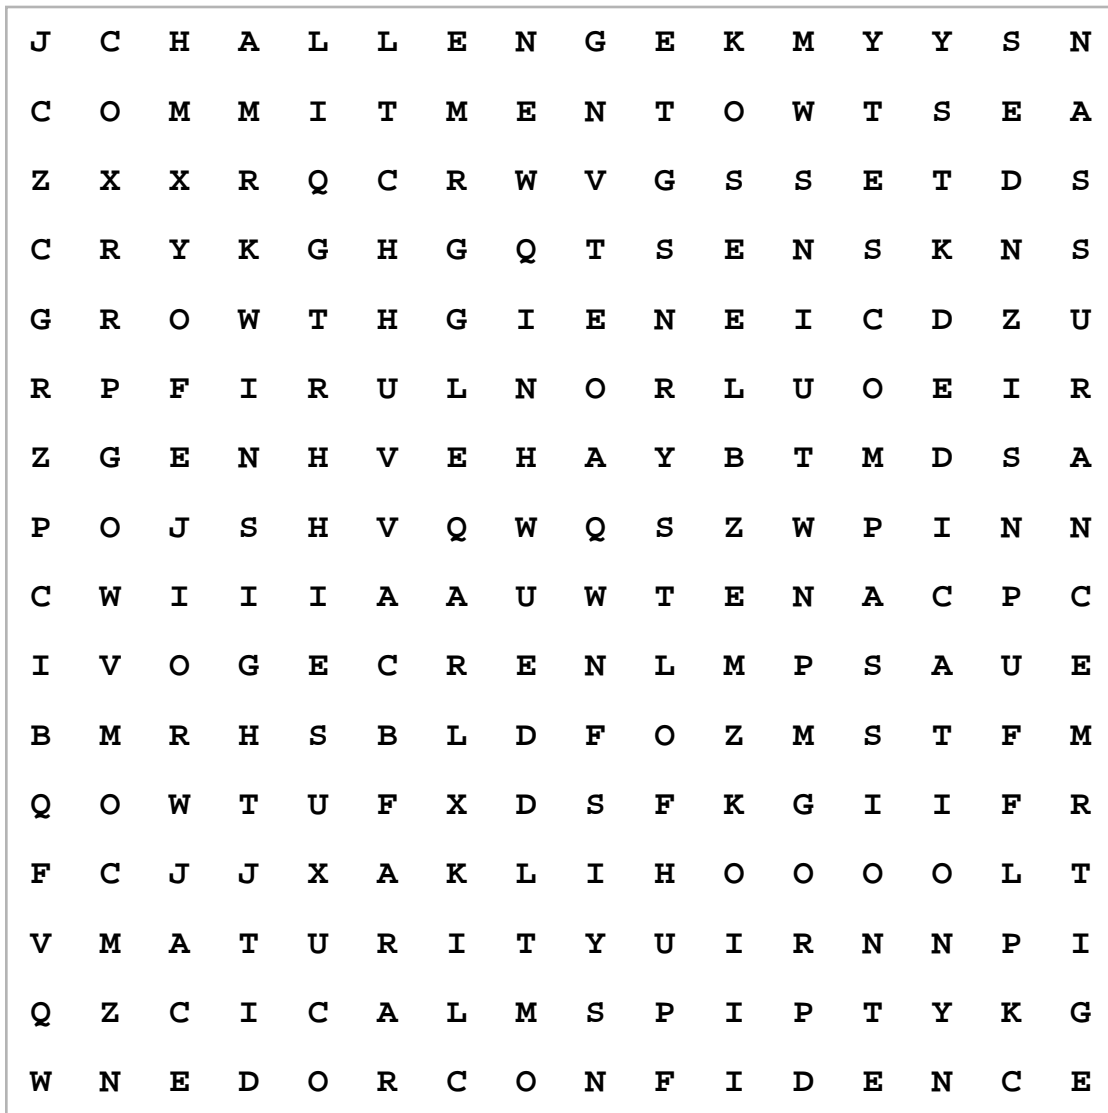 J C H A L L E N G E K M Y Y S N
C O M M I T M E N T O W T S E A
Z X X R Q C R W V G S S E T D S
C R Y K G H G Q T S E N S K N S
G R O W T H G I E N E I C D Z U
R P F I R U L N O R L U O E I R
Z G E N H V E H A Y B T M D S A
P O J S H V Q W Q S Z W P I N N
C W I I I A A U W T E N A C P C
I V O G E C R E N L M P S A U E
B M R H S B L D F O Z M S T F M
Q O W T U F X D S F K G I I F R
F C J J X A K L I H O O O O L T
V M A T U R I T Y U I R N N P I
Q Z C I C A L M S P I P T Y K G
W N E D O R C O N F I D E N C E